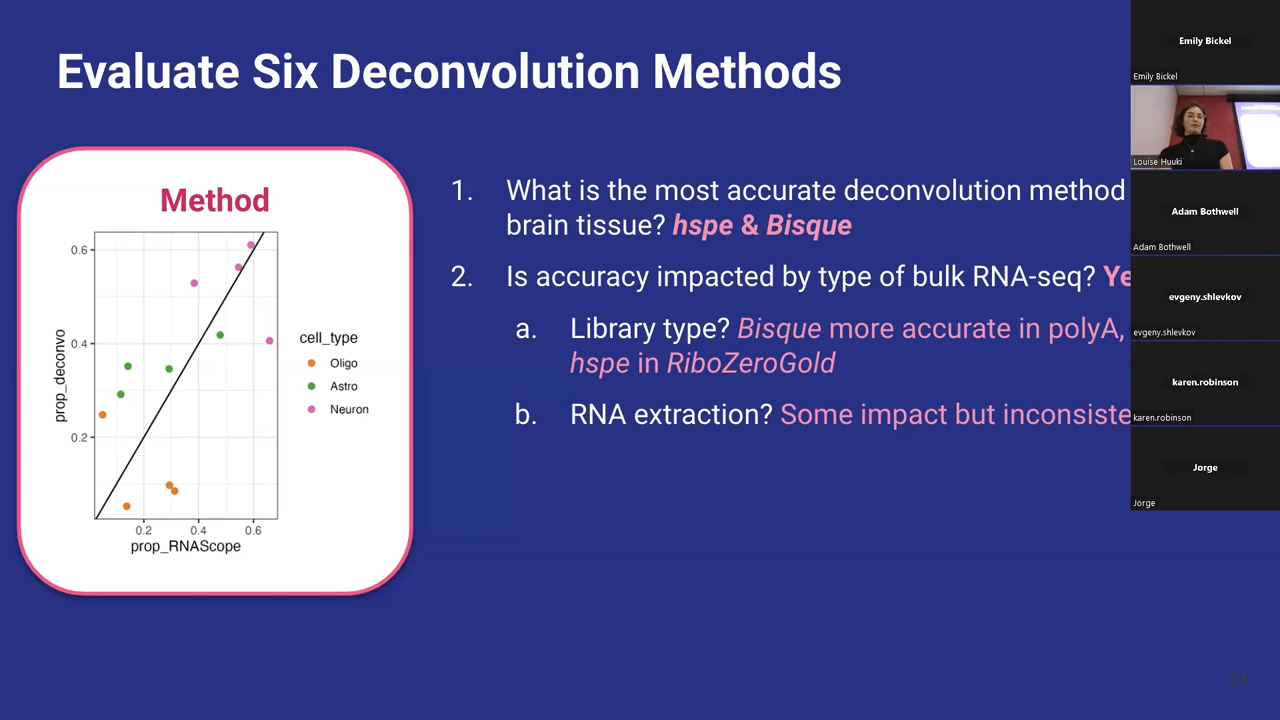 Evaluate Six Deconvolution Methods
Method
0.6
0.4
0.2
prop_deconvo
0.2 0.4 0.6
prop_RNAScope
cell_type
Oligo
Astro
Neuron
1. What is the most accurate deconvolution method
brain tissue? hspe & Bisque
2. Is accuracy impacted by type of bulk RNA-seq? Ye
a. Library type? Bisque more accurate in polyA,
hspe in RiboZeroGold
b. RNA extraction? Some impact but inconsiste
Emily Bickel
Emily Bickel
Louise Huuki
Adam Bothwell
Adam Bothwell
evgeny.shlevkov
evgeny.shlevkov
karen.robinson
karen.robinson
Jorge
Jorge